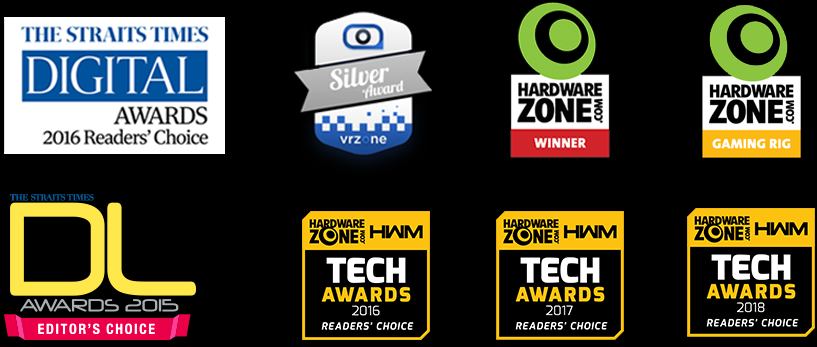 THE STRAITS TIMES
DIGITAL
AWARDS
2016 Readers' Choice
Silver
Award
vrzone
HARDWARE
ZONE.COM
WINNER
HARDWARE
ZONE.COM
GAMING RIG
THE STRAITS TIMES
DL
AWARDS 2015
EDITOR'S CHOICE
HARDWARE
ZONE.COM HWM
TECH
AWARDS
2016
READERS' CHOICE
HARDWARE
ZONE.COM HWM
TECH
AWARDS
2017
READERS' CHOICE
HARDWARE
ZONE.COM HWM
TECH
AWARDS
2018
READERS' CHOICE